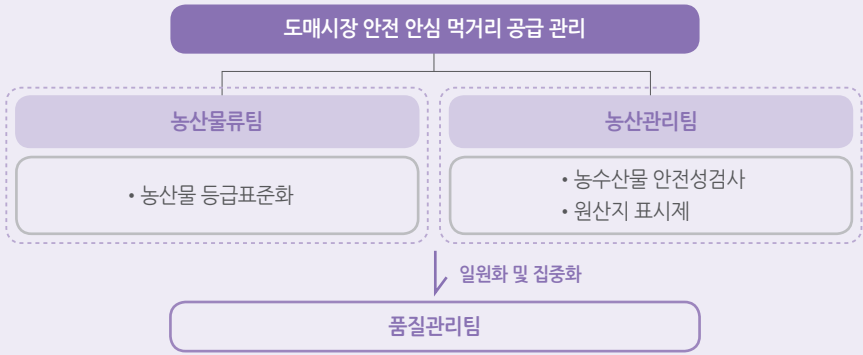 도매시장 안전 안심 먹거리 공급 관리
농산물류팀
• 농산물 등급표준화
농산관리팀
• 농수산물 안전성검사
• 원산지 표시제
일원화 및 집중화
품질관리팀